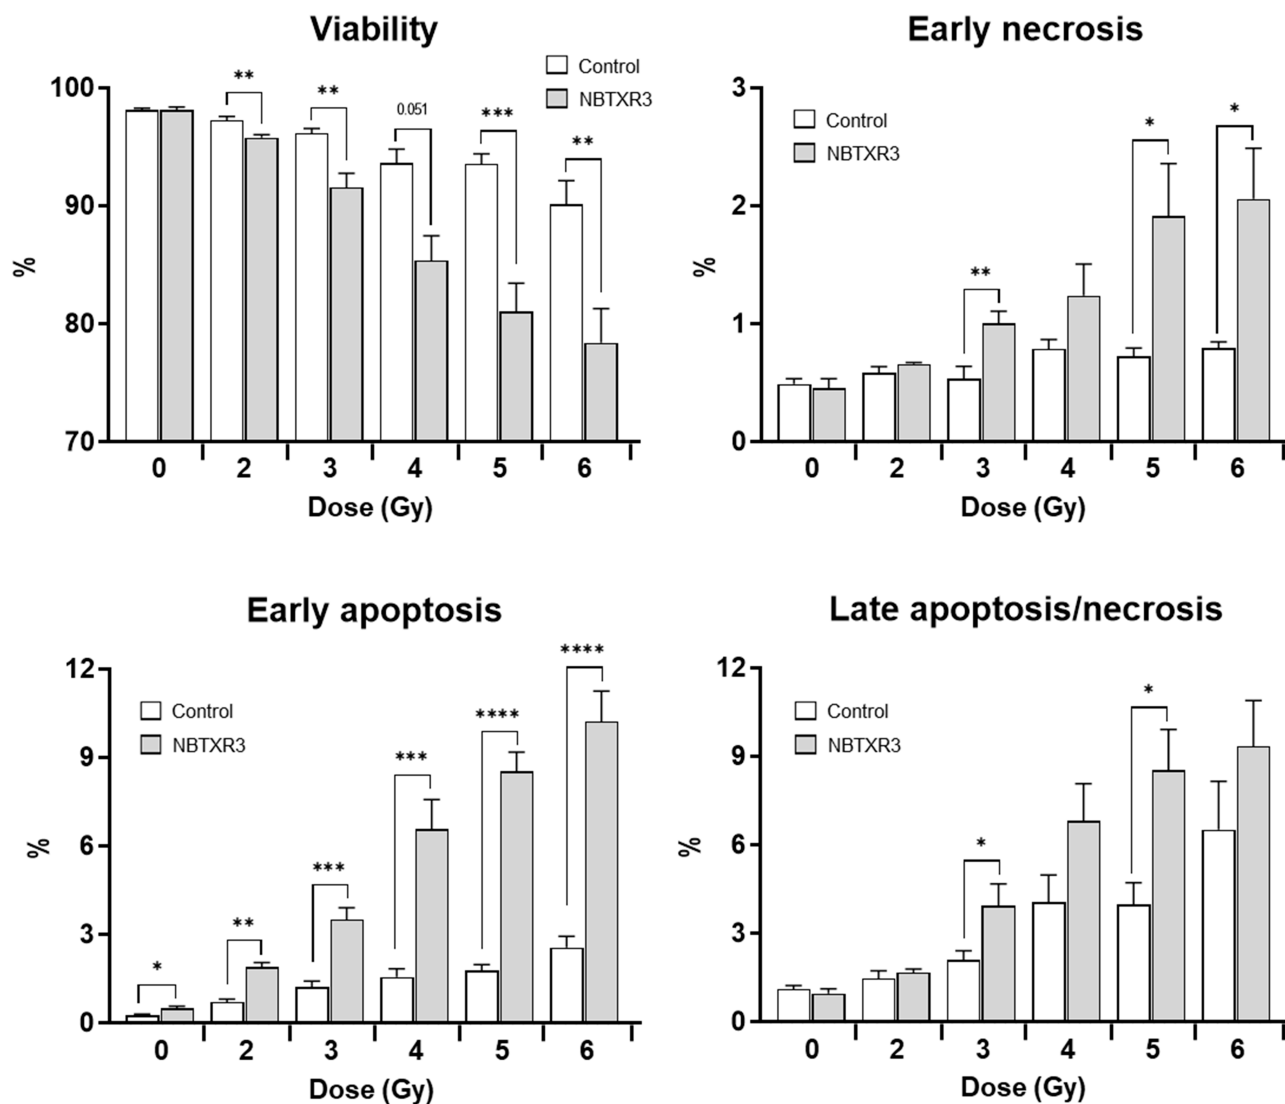 Viability
Control
NBTXR3
** ** 0.051 *** **
100
90
80
70
%
0 2 3 4 5 6
Dose (Gy)
Early necrosis
Control
NBTXR3
** * *
3
2
1
0
%
0 2 3 4 5 6
Dose (Gy)
Early apoptosis
Control
NBTXR3
* ** *** *** **** ****
12
9
6
3
0
%
0 2 3 4 5 6
Dose (Gy)
Late apoptosis/necrosis
Control
NBTXR3
* *
12
9
6
3
0
%
0 2 3 4 5 6
Dose (Gy)